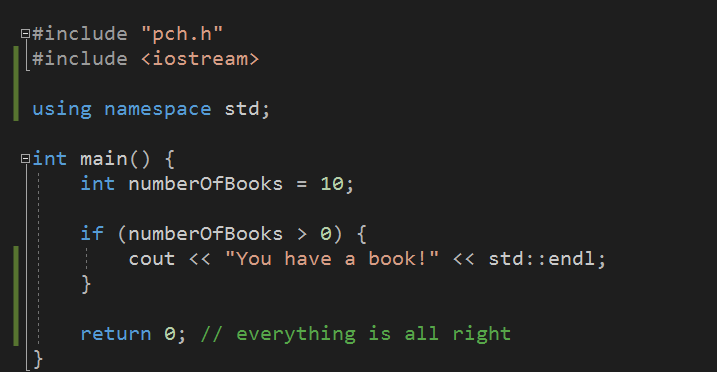 #include "pch.h"
#include <iostream>
using namespace std;
int main() {
int numberOfBooks = 10;
if (numberOfBooks > 0) {
cout << "You have a book!" << std::endl;
}
return 0; // everything is all right
}